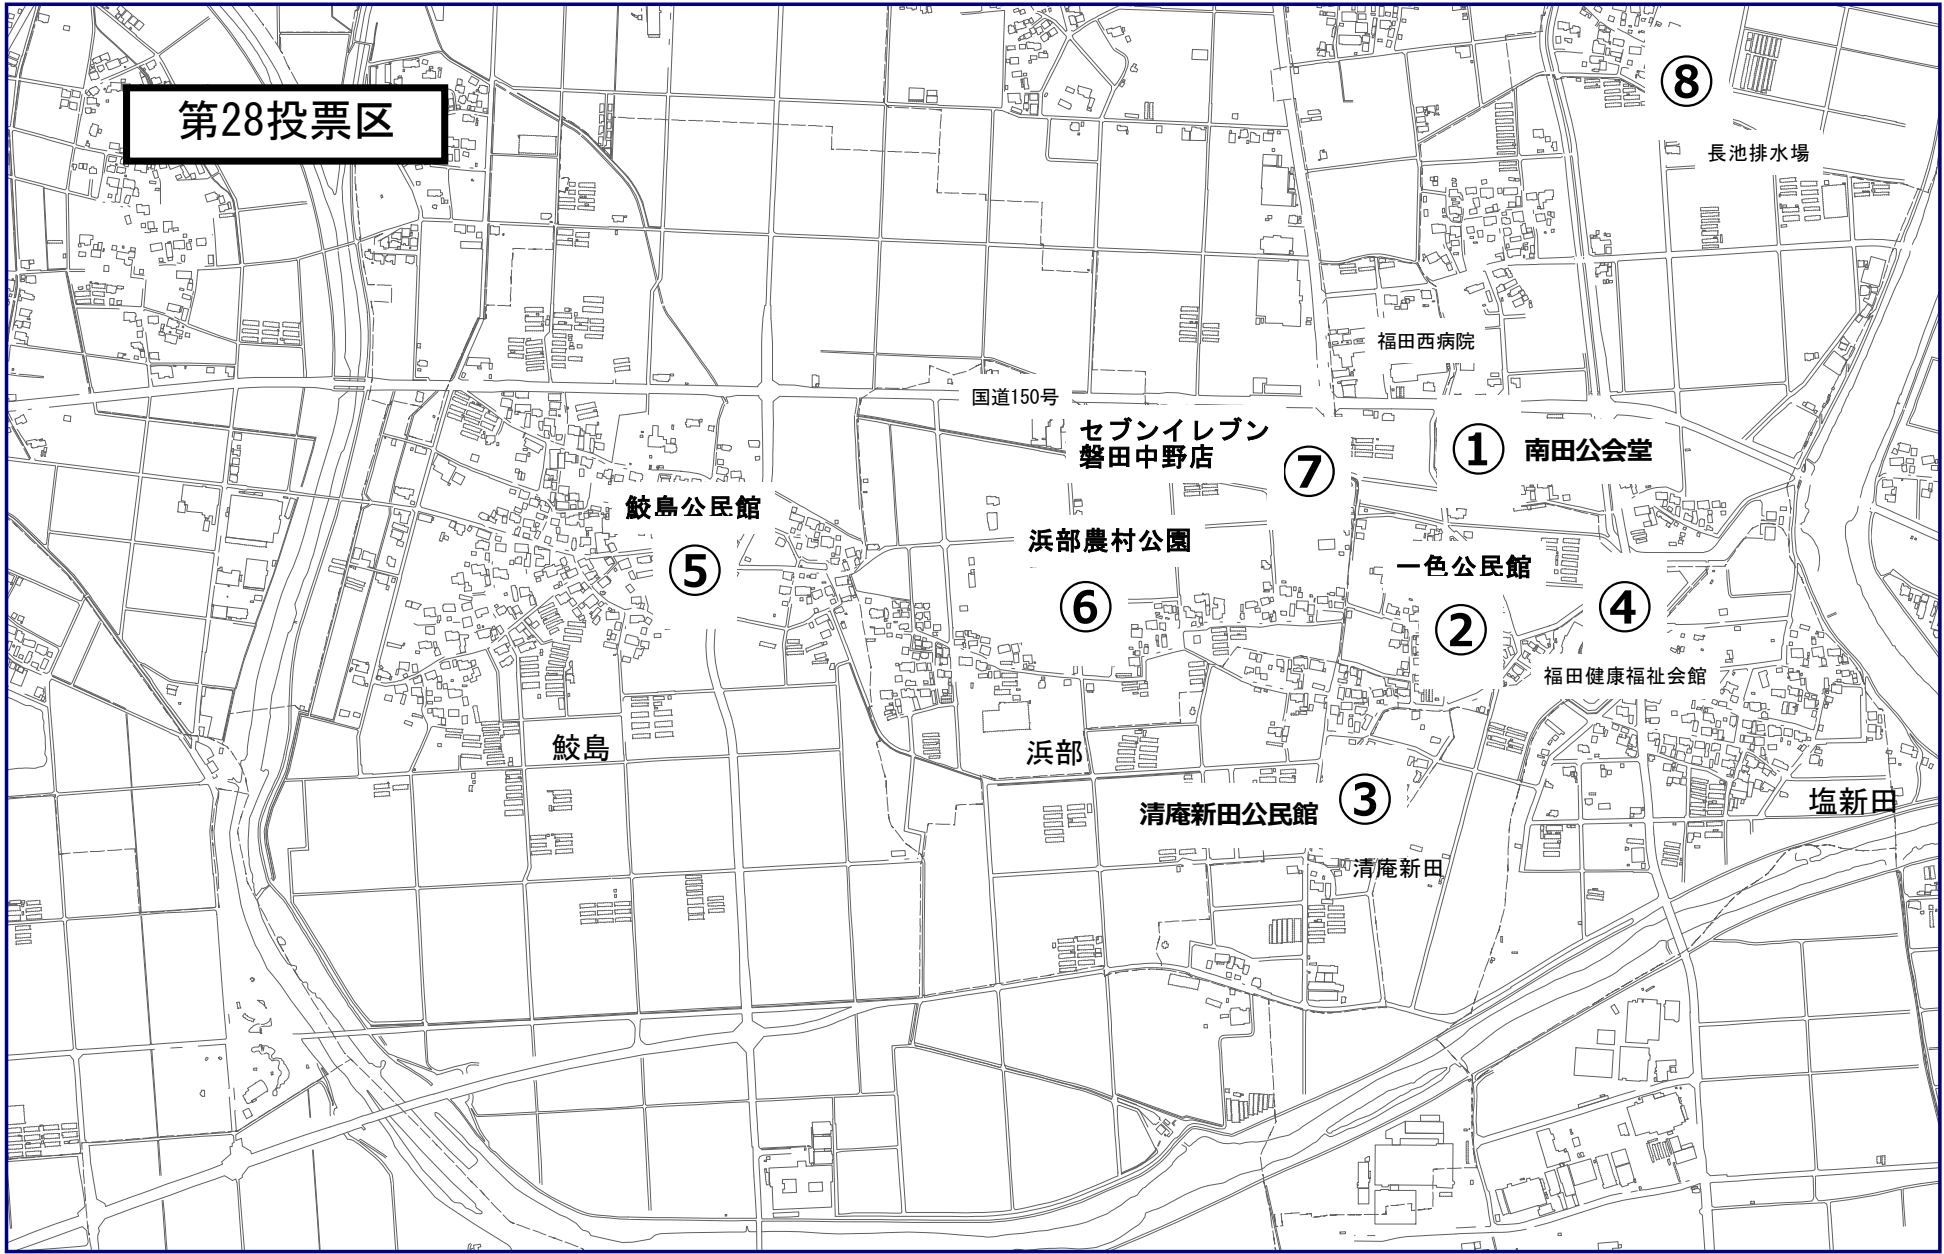 第28投票区
⑧
長池排水場
福田西病院
国道150号
セブンイレブン
磐田中野店
⑦
①
南田公会堂
鮫島公民館
⑤
浜部農村公園
⑥
一色公民館
②
④
福田健康福祉会館
鮫島
浜部
清庵新田公民館
③
塩新田
清庵新田